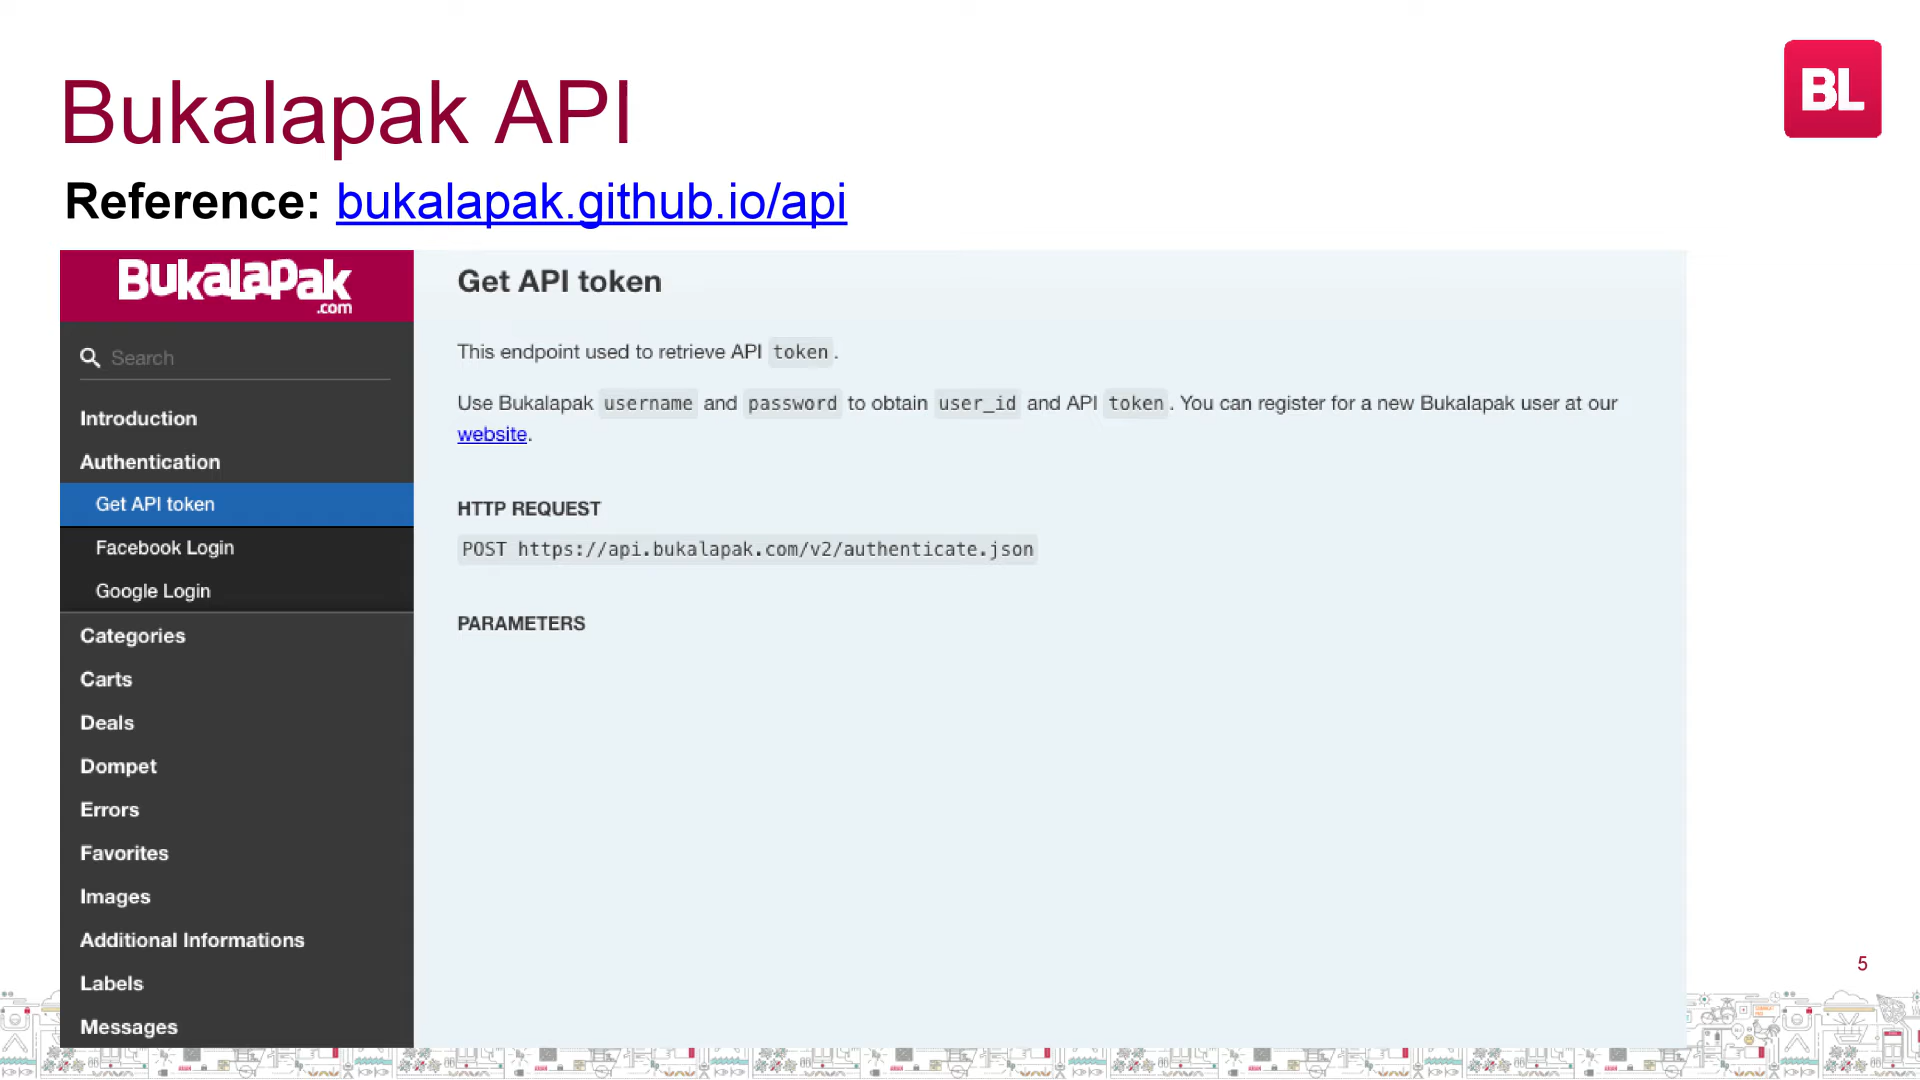 Bukalapak API
BL
Reference: bukalapak.github.io/api
Bukalapak
.com
Search
Introduction
Authentication
Get API token
Facebook Login
Google Login
Categories
Carts
Deals
Dompet
Errors
Favorites
Images
Additional Informations
Labels
Messages
Get API token
This endpoint used to retrieve API token.
Use Bukalapak username and password to obtain user_id and API token. You can register for a new Bukalapak user at our
website.
HTTP REQUEST
POST https://api.bukalapak.com/v2/authenticate.json
PARAMETERS
5